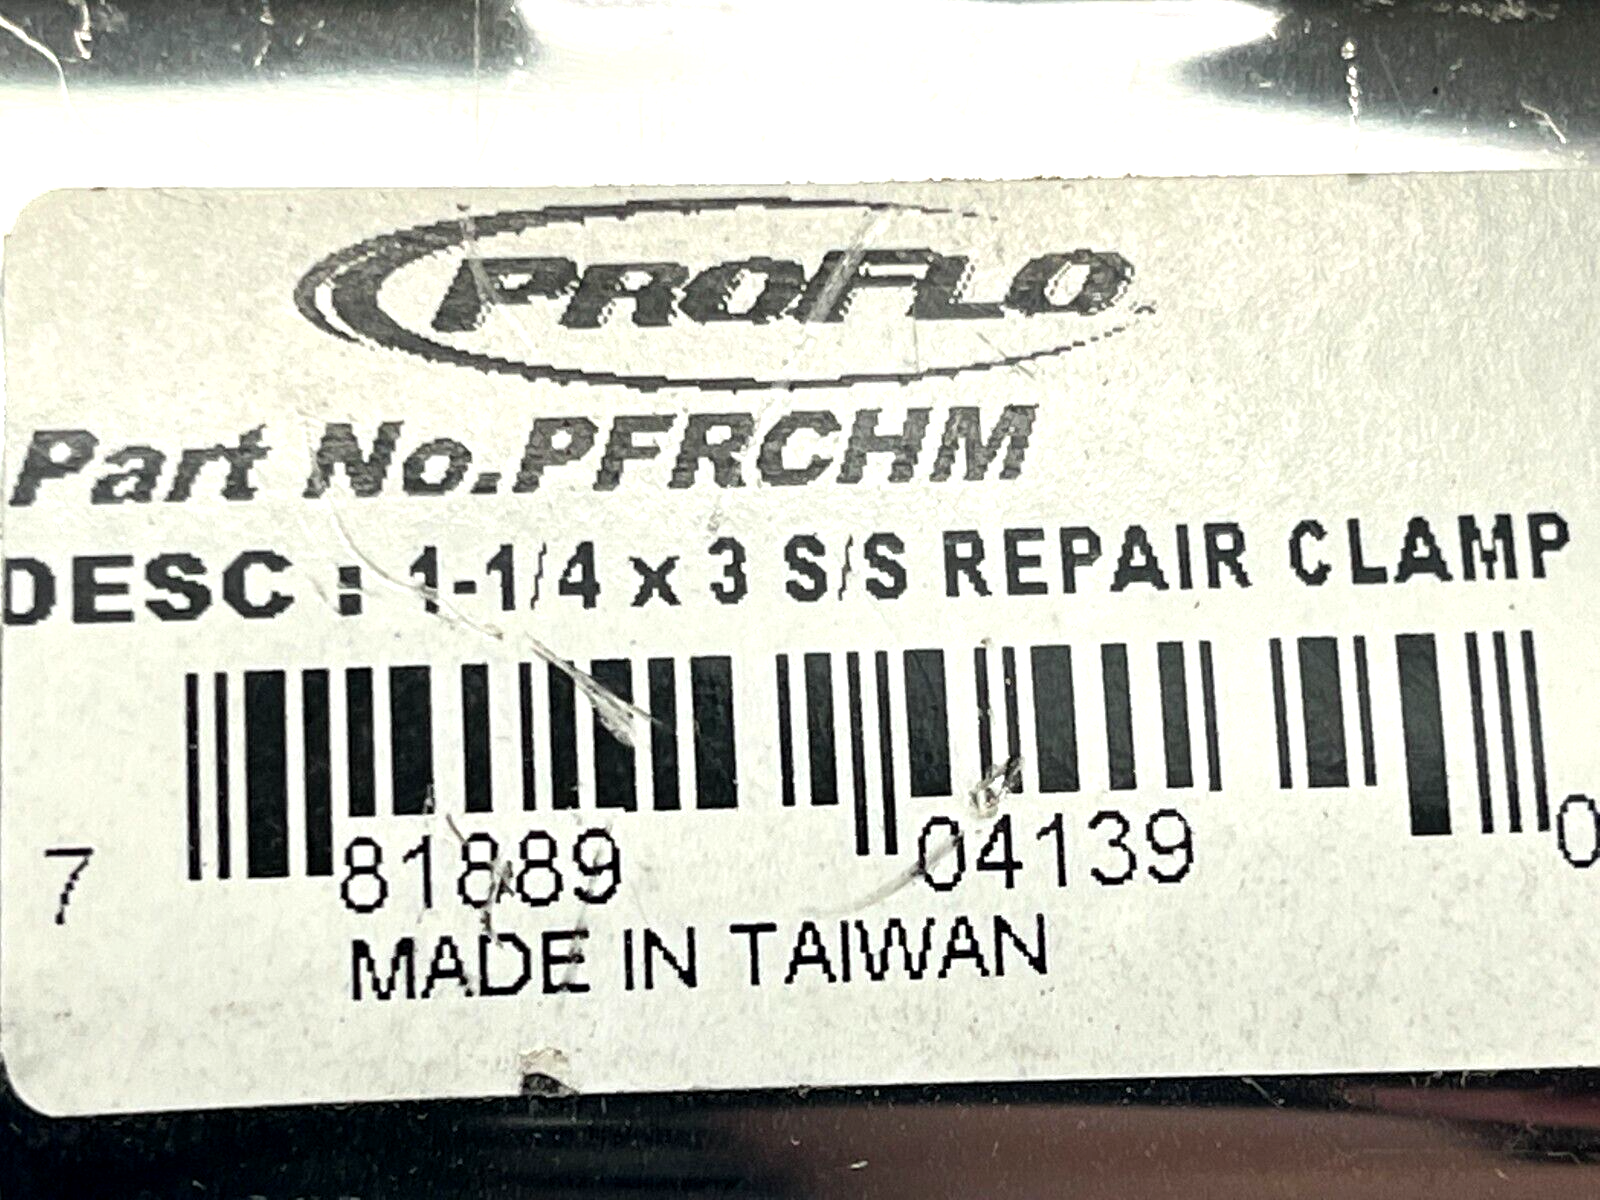 PROFLO
Part No.PFRCHM
DESC : 1-1/4 x 3 S/S REPAIR CLAMP
7 81889 04139 0
MADE IN TAIWAN